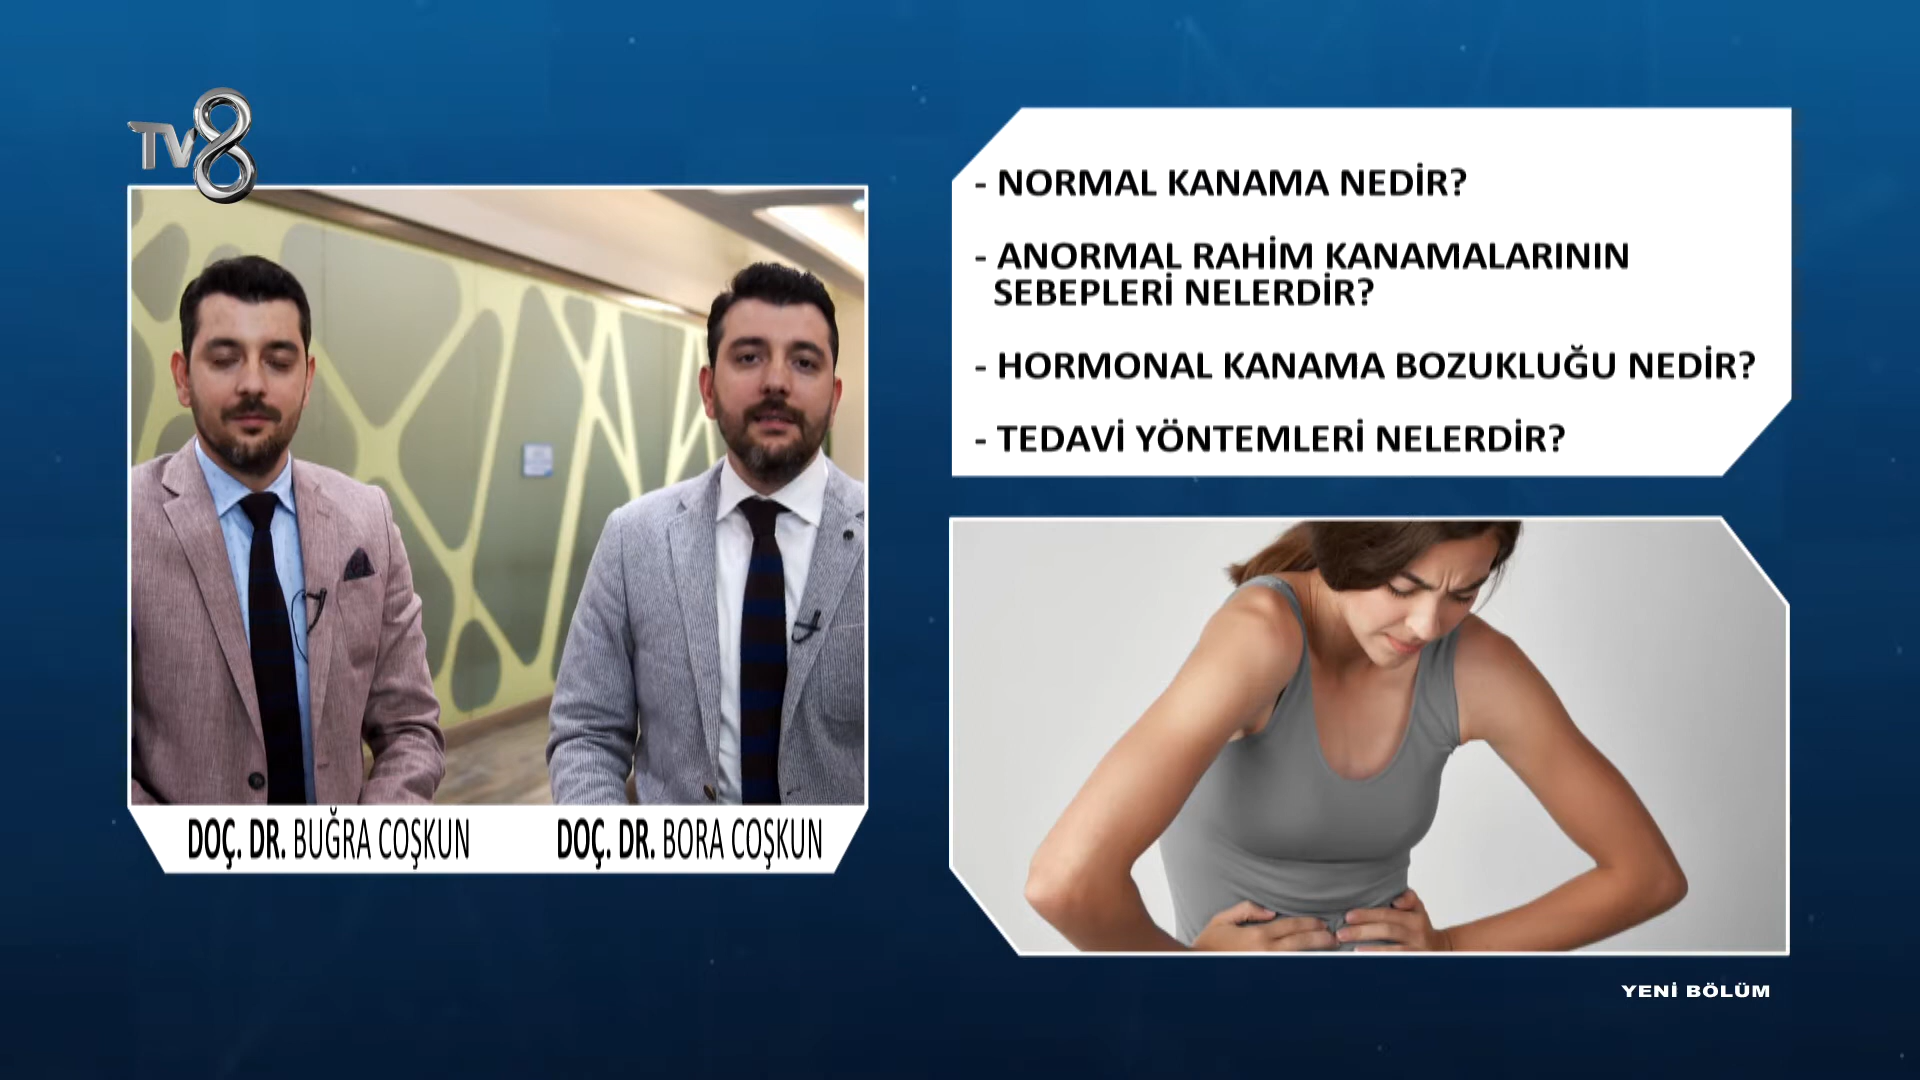 TV8
- NORMAL KANAMA NEDİR?
- ANORMAL RAHİM KANAMALARININ
SEBEPLERİ NELERDİR?
- HORMONAL KANAMA BOZUKLUĞU NEDİR?
- TEDAVİ YÖNTEMLERİ NELERDİR?
DOÇ. DR. BUĞRA COŞKUN
DOÇ. DR. BORA COŞKUN
YENİ BÖLÜM